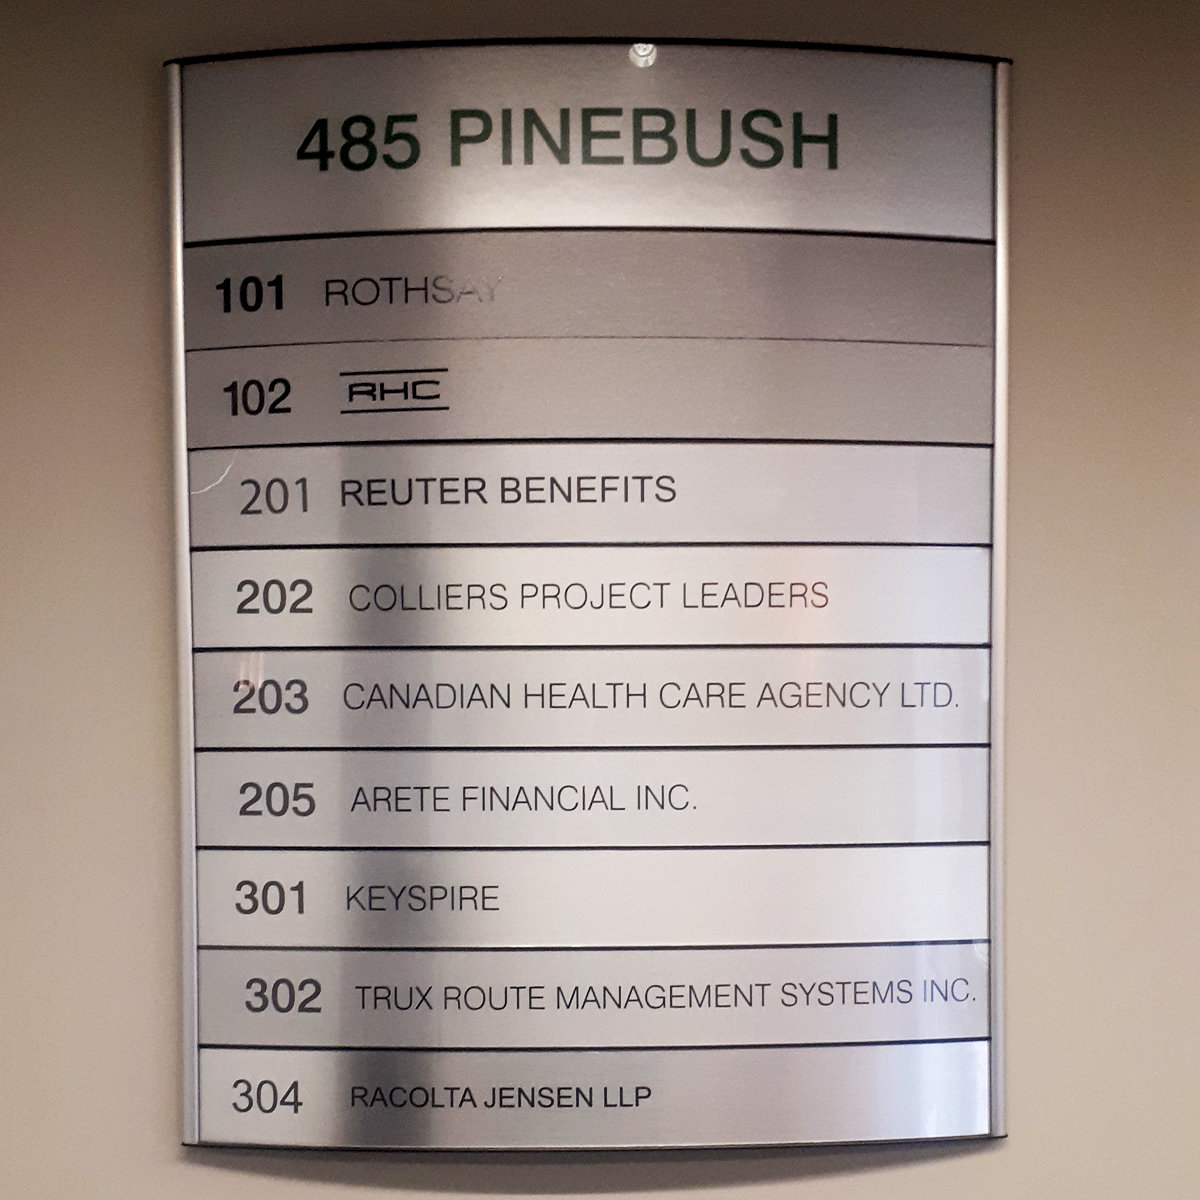 485 PINEBUSH
101 ROTHSAY
102 RHC
201 REUTER BENEFITS
202 COLLIERS PROJECT LEADERS
203 CANADIAN HEALTH CARE AGENCY LTD.
205 ARETE FINANCIAL INC.
301 KEYSPIRE
302 TRUX ROUTE MANAGEMENT SYSTEMS INC.
304 RACOLTA JENSEN LLP